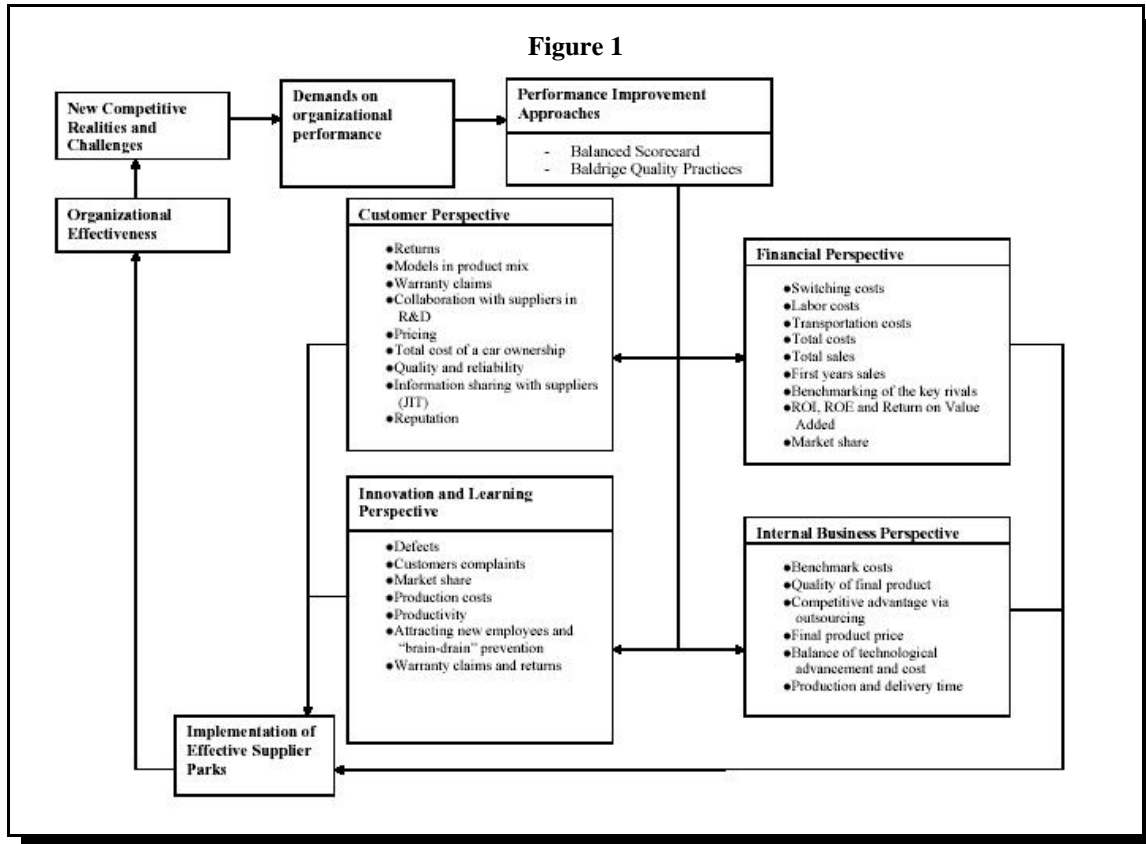 Figure 1
New Competitive
Realities and
Challenges
Demands on
organizational
performance
Performance Improvement
Approaches
- Balanced Scorecard
- Baldrige Quality Practices
Organizational
Effectiveness
Customer Perspective
●Returns
●Models in product mix
●Warranty claims
●Collaboration with suppliers in
R&D
●Pricing
●Total cost of a car ownership
●Quality and reliability
●Information sharing with suppliers
(JIT)
●Reputation
Financial Perspective
●Switching costs
●Labor costs
●Transportation costs
●Total costs
●Total sales
●First years sales
●Benchmarking of the key rivals
●ROI, ROE and Return on Value
Added
●Market share
Innovation and Learning
Perspective
●Defects
●Customers complaints
●Market share
●Production costs
●Productivity
●Attracting new employees and
“brain-drain” prevention
●Warranty claims and returns
Internal Business Perspective
●Benchmark costs
●Quality of final product
●Competitive advantage via
outsourcing
●Final product price
●Balance of technological
advancement and cost
●Production and delivery time
Implementation of
Effective Supplier
Parks